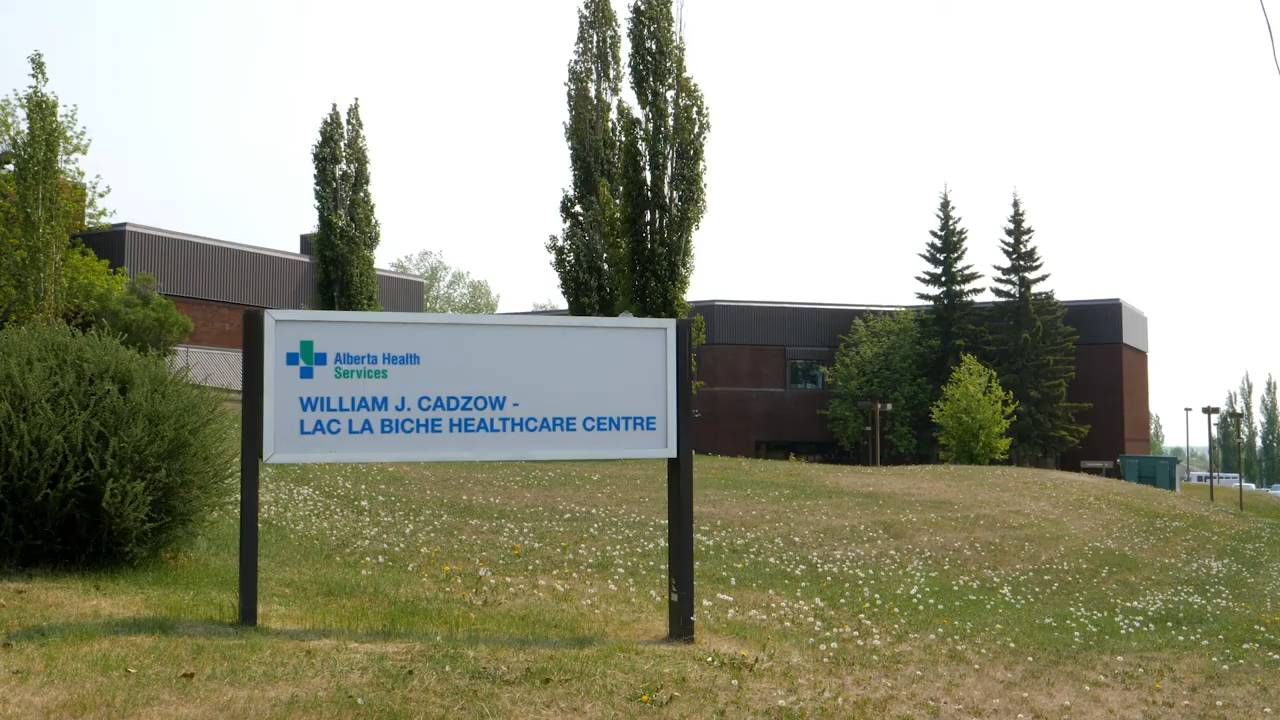 Alberta Health
Services
WILLIAM J. CADZOW -
LAC LA BICHE HEALTHCARE CENTRE